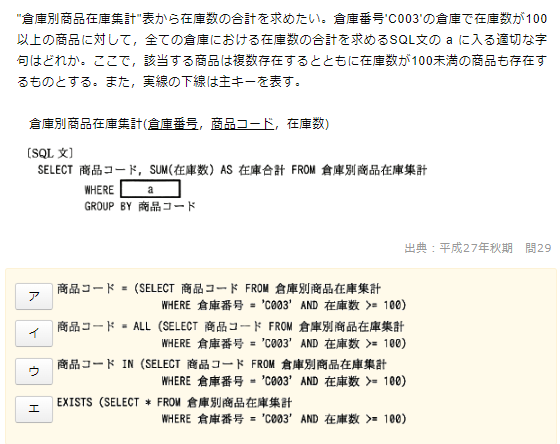 "倉庫別商品在庫集計"表から在庫数の合計を求めたい。倉庫番号'C003'の倉庫で在庫数が100
以上の商品に対して，全ての倉庫における在庫数の合計を求めるSQL文の a に入る適切な字
句はどれか。ここで，該当する商品は複数存在するとともに在庫数が100未満の商品も存在す
るものとする。また，実線の下線は主キーを表す。
倉庫別商品在庫集計(倉庫番号，商品コード，在庫数)
〔SQL 文〕
SELECT 商品コード, SUM(在庫数) AS 在庫合計 FROM 倉庫別商品在庫集計
WHERE a
GROUP BY 商品コード
出典：平成27年秋期　問29
ア 商品コード = (SELECT 商品コード FROM 倉庫別商品在庫集計
WHERE 倉庫番号 = 'C003' AND 在庫数 >= 100)
イ 商品コード = ALL (SELECT 商品コード FROM 倉庫別商品在庫集計
WHERE 倉庫番号 = 'C003' AND 在庫数 >= 100)
ウ 商品コード IN (SELECT 商品コード FROM 倉庫別商品在庫集計
WHERE 倉庫番号 = 'C003' AND 在庫数 >= 100)
エ EXISTS (SELECT * FROM 倉庫別商品在庫集計
WHERE 倉庫番号 = 'C003' AND 在庫数 >= 100)